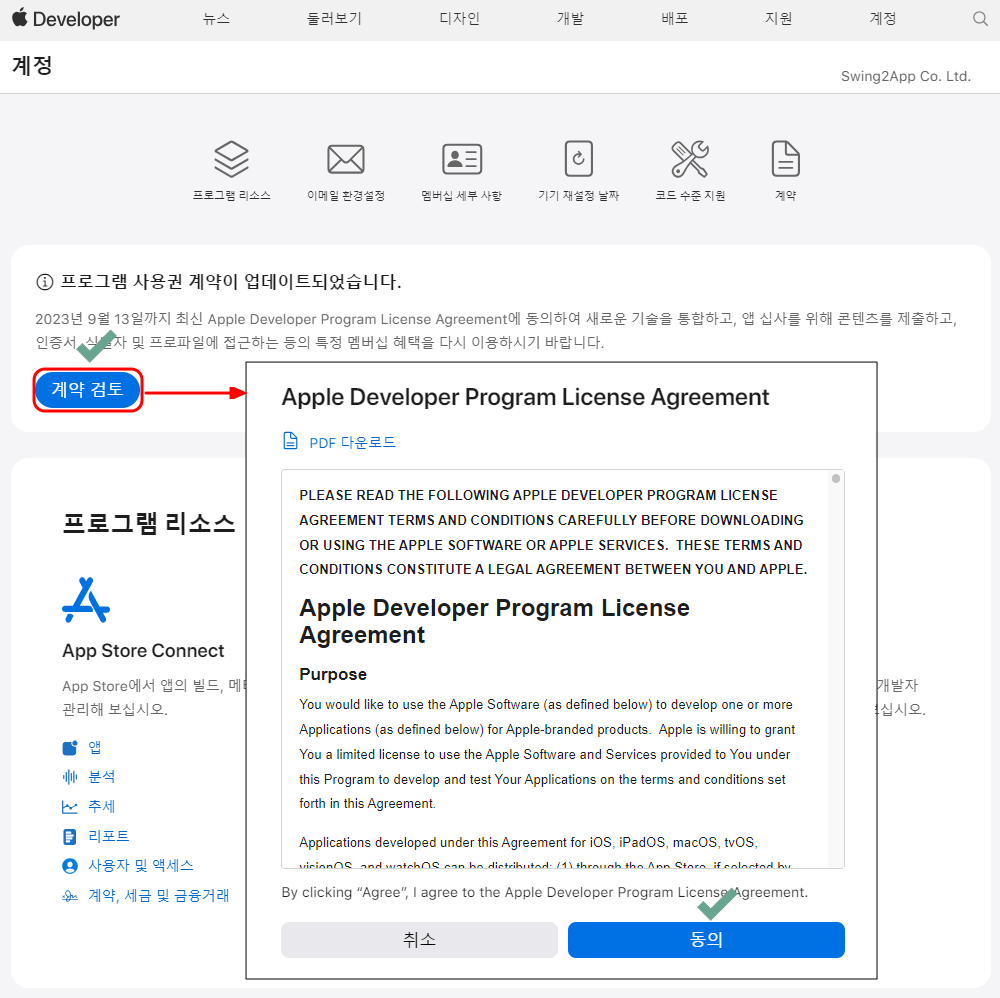 Developer
뉴스
둘러보기
디자인
개발
배포
지원
계정
계정
Swing2App Co. Ltd.
프로그램 리소스
이메일 환경설정
멤버십 세부 사항
기기 재설정 날짜
코드 수준 지원
계약
프로그램 사용권 계약이 업데이트되었습니다.
2023년 9월 13일까지 최신 Apple Developer Program License Agreement에 동의하여 새로운 기술을 통합하고, 앱 십사를 위해 콘텐츠를 제출하고,
인증서, 및 프로파일에 접근하는 등의 특정 멤버십 혜택을 다시 이용하시기 바랍니다.
계약 검토
Apple Developer Program License Agreement
PDF 다운로드
PLEASE READ THE FOLLOWING APPLE DEVELOPER PROGRAM LICENSE
AGREEMENT TERMS AND CONDITIONS CAREFULLY BEFORE DOWNLOADING
OR USING THE APPLE SOFTWARE OR APPLE SERVICES. THESE TERMS AND
CONDITIONS CONSTITUTE A LEGAL AGREEMENT BETWEEN YOU AND APPLE.
Apple Developer Program License
Agreement
Purpose
You would like to use the Apple Software (as defined below) to develop one or more
Applications (as defined below) for Apple-branded products. Apple is willing to grant
You a limited license to use the Apple Software and Services provided to You under
this Program to develop and test Your Applications on the terms and conditions set
forth in this Agreement.
Applications developed under this Agreement for iOS, iPadOS, macOS, tvOS,
visionOS, and watchOS can be distributed: (1) through the App Store, if selected by
By clicking “Agree”, I agree to the Apple Developer Program License Agreement.
취소
동의
프로그램 리소스
App Store Connect
App Store에서 앱의 빌드,
관리해 보십시오.
앱
분석
추세
리포트
사용자 및 액세스
계약, 세금 및 금융거래
개발자
십시오.